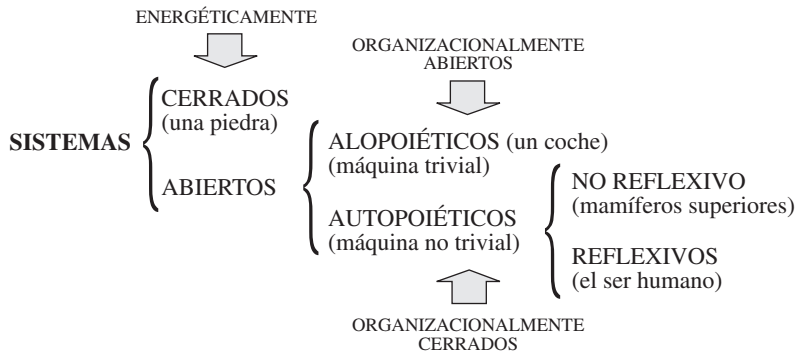 ENERGÉTICAMENTE
ORGANIZACIONALMENTE
ABIERTOS
SISTEMAS
CERRADOS
(una piedra)
ABIERTOS
ALOPOIÉTICOS (un coche)
(máquina trivial)
AUTOPOIÉTICOS
(máquina no trivial)
NO REFLEXIVO
(mamíferos superiores)
REFLEXIVOS
(el ser humano)
ORGANIZACIONALMENTE
CERRADOS